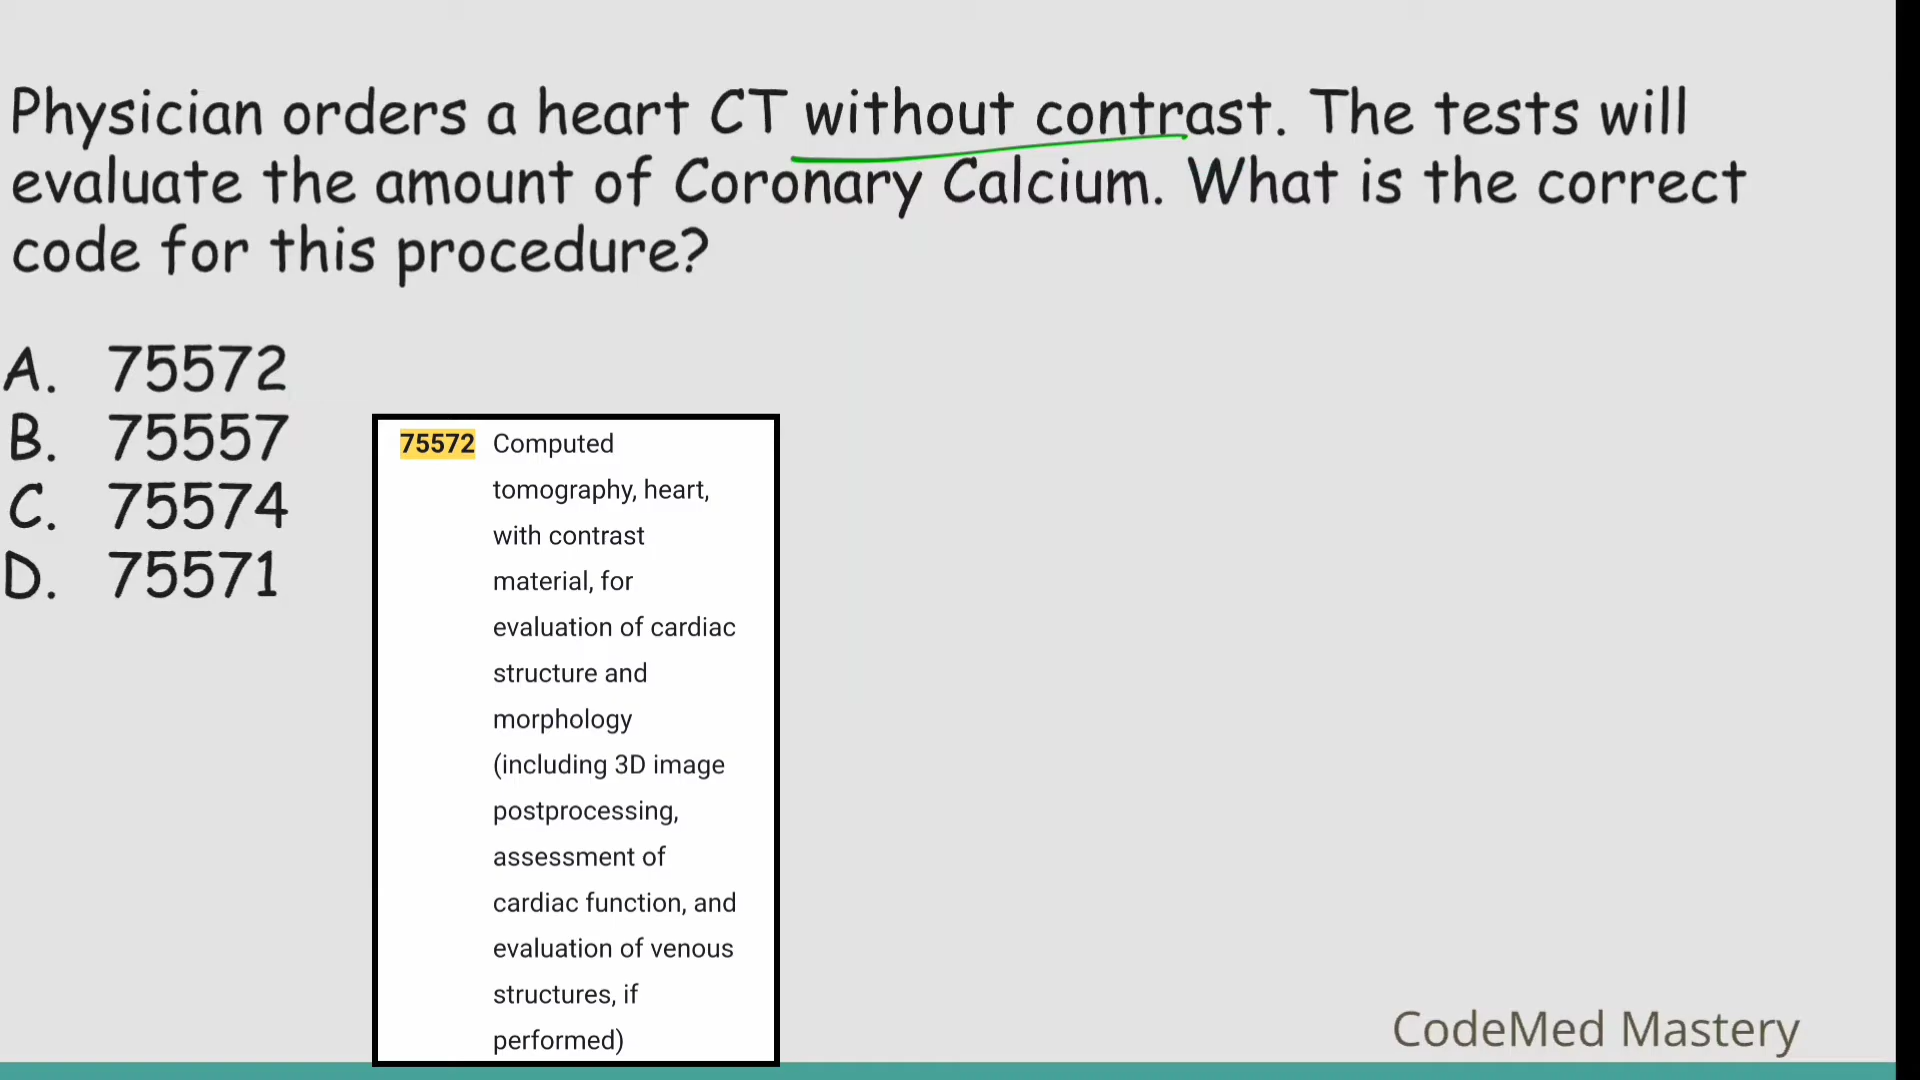 Physician orders a heart CT without contrast. The tests will
evaluate the amount of Coronary Calcium. What is the correct
code for this procedure?
A. 75572
B. 75557
C. 75574
D. 75571
75572 Computed
tomography, heart,
with contrast
material, for
evaluation of cardiac
structure and
morphology
(including 3D image
postprocessing,
assessment of
cardiac function, and
evaluation of venous
structures, if
performed)
CodeMed Mastery